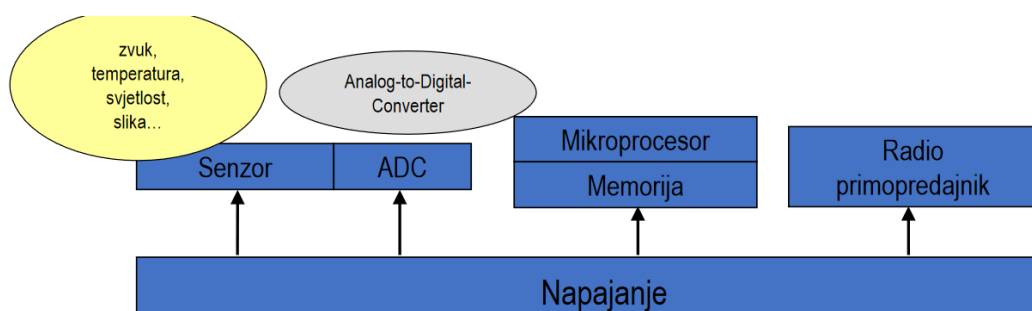 zvuk,
temperatura,
svjetlost,
slika…
Analog-to-Digital-
Converter
Senzor
ADC
Mikroprocesor
Memorija
Radio
primopredajnik
Napajanje